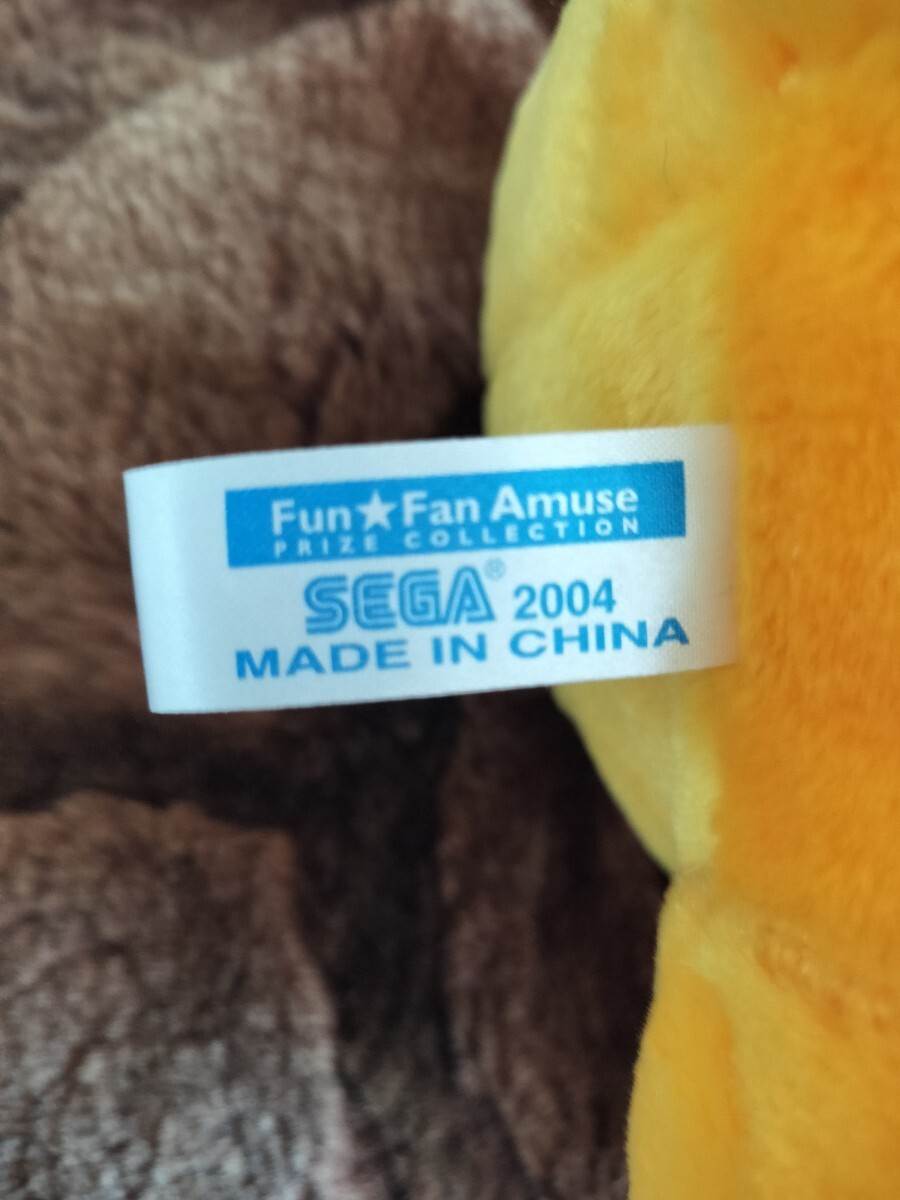 Fun★Fan Amuse
PRIZE COLLECTION
SEGA® 2004
MADE IN CHINA